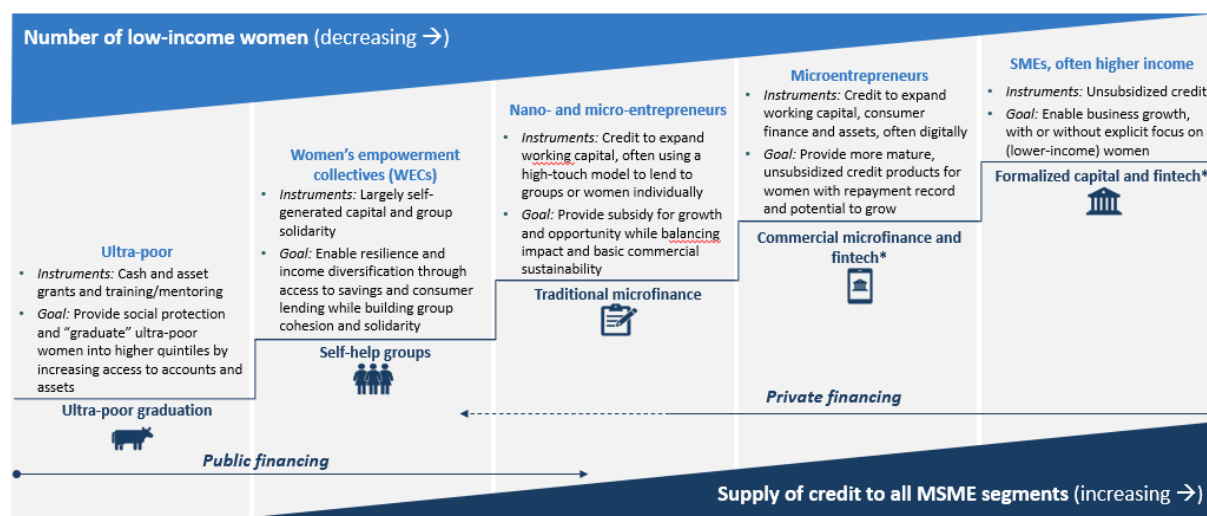 Number of low-income women (decreasing →)
Ultra-poor
• Instruments: Cash and asset
grants and training/mentoring
• Goal: Provide social protection
and “graduate” ultra-poor
women into higher quintiles by
increasing access to accounts and
assets
Ultra-poor graduation
Women’s empowerment
collectives (WECs)
• Instruments: Largely self-
generated capital and group
solidarity
• Goal: Enable resilience and
income diversification through
access to savings and consumer
lending while building group
cohesion and solidarity
Self-help groups
Nano- and micro-entrepreneurs
• Instruments: Credit to expand
working capital, often using a
high-touch model to lend to
groups or women individually
• Goal: Provide subsidy for growth
and opportunity while balancing
impact and basic commercial
sustainability
Traditional microfinance
Microentrepreneurs
• Instruments: Credit to expand
working capital, consumer
finance and assets, often digitally
• Goal: Provide more mature,
unsubsidized credit products for
women with repayment record
and potential to grow
Commercial microfinance and
fintech*
SMEs, often higher income
• Instruments: Unsubsidized credit
• Goal: Enable business growth,
with or without explicit focus on
(lower-income) women
Formalized capital and fintech*
Private financing
Public financing
Supply of credit to all MSME segments (increasing →)